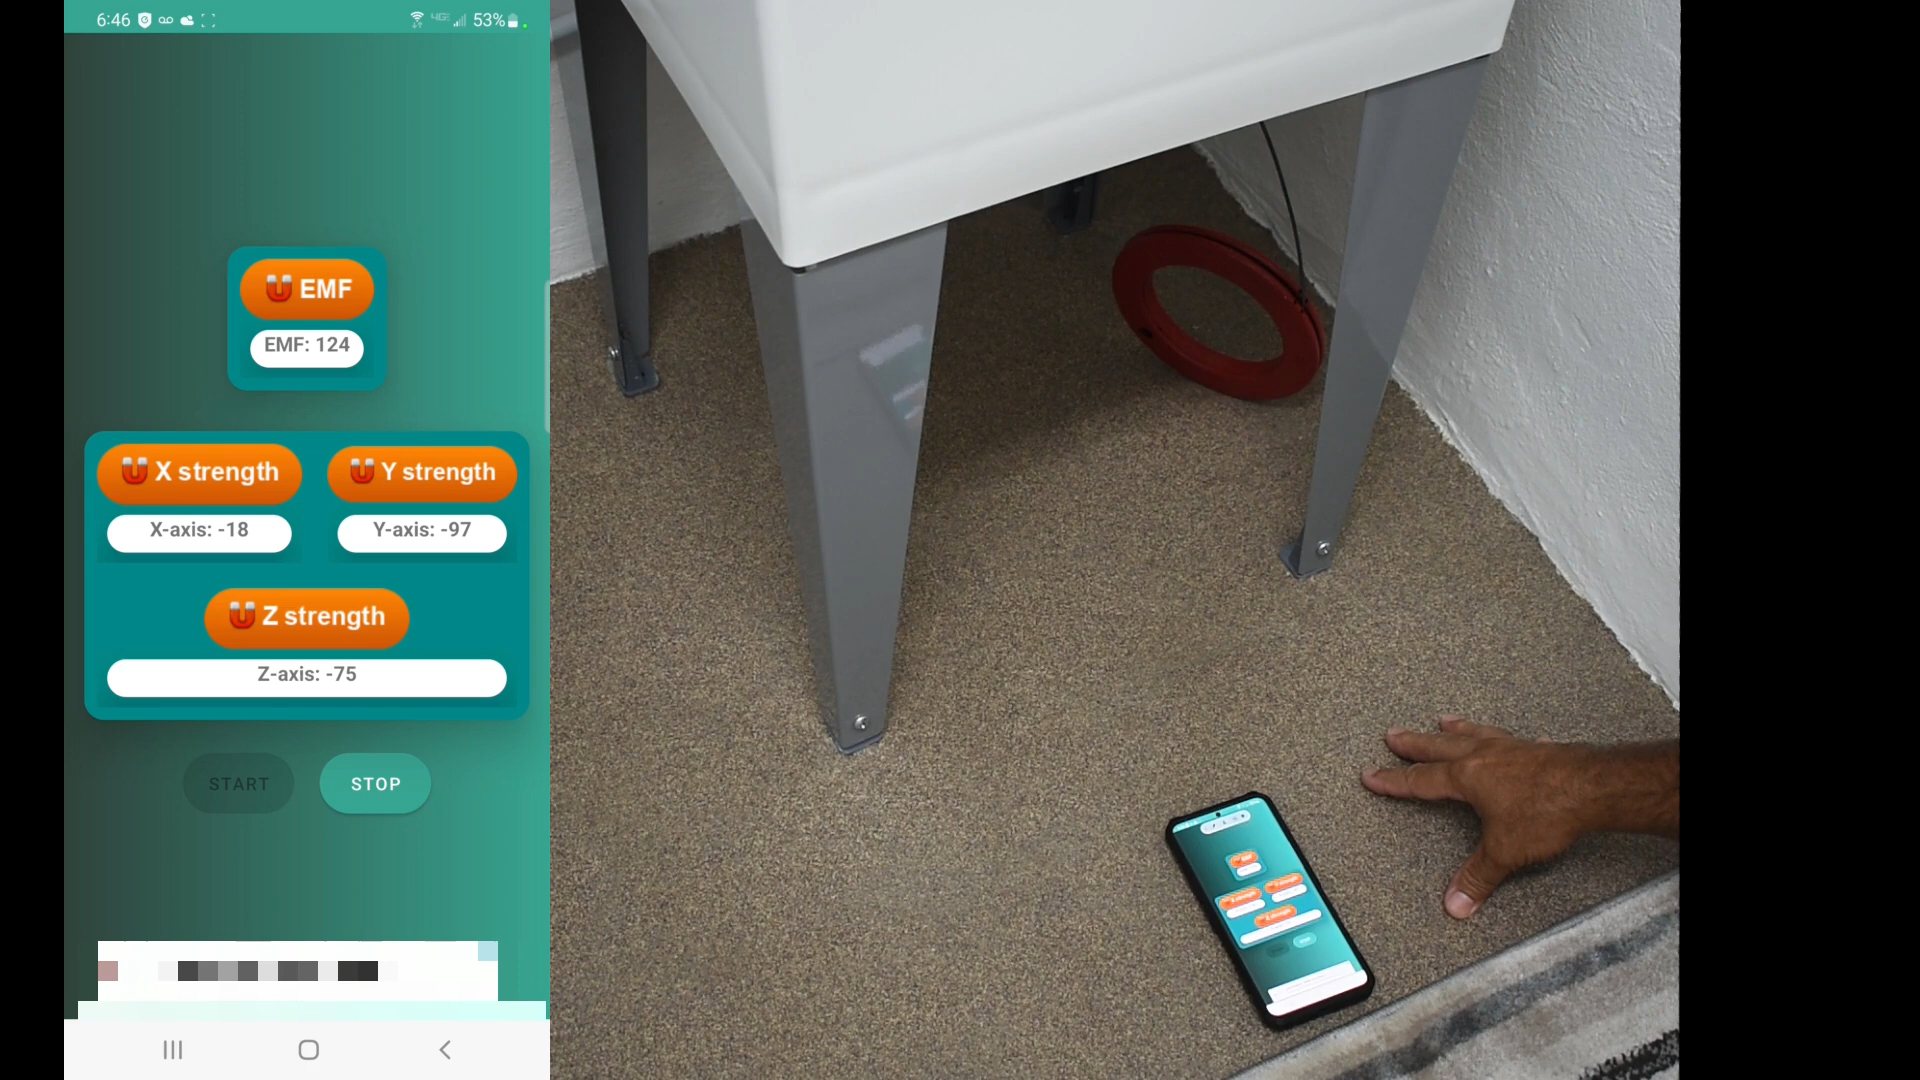 6:46 53%
EMF
EMF: 124
X strength Y strength
X-axis: -18 Y-axis: -97
Z strength
Z-axis: -75
START STOP